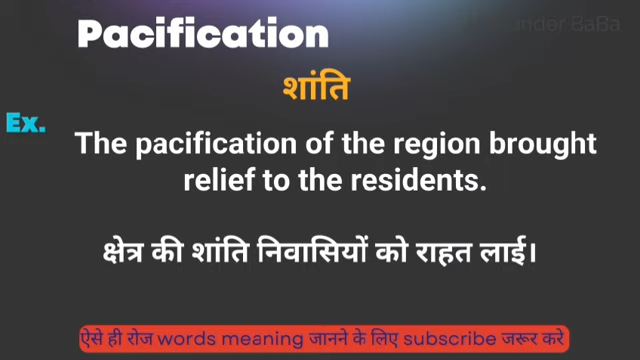 Pacification
BaBa
शांति
Ex.
The pacification of the region brought
relief to the residents.
क्षेत्र की शांति निवासियों को राहत लाई।
ऐसे ही रोज words meaning जानने के लिए subscribe जरूर करे